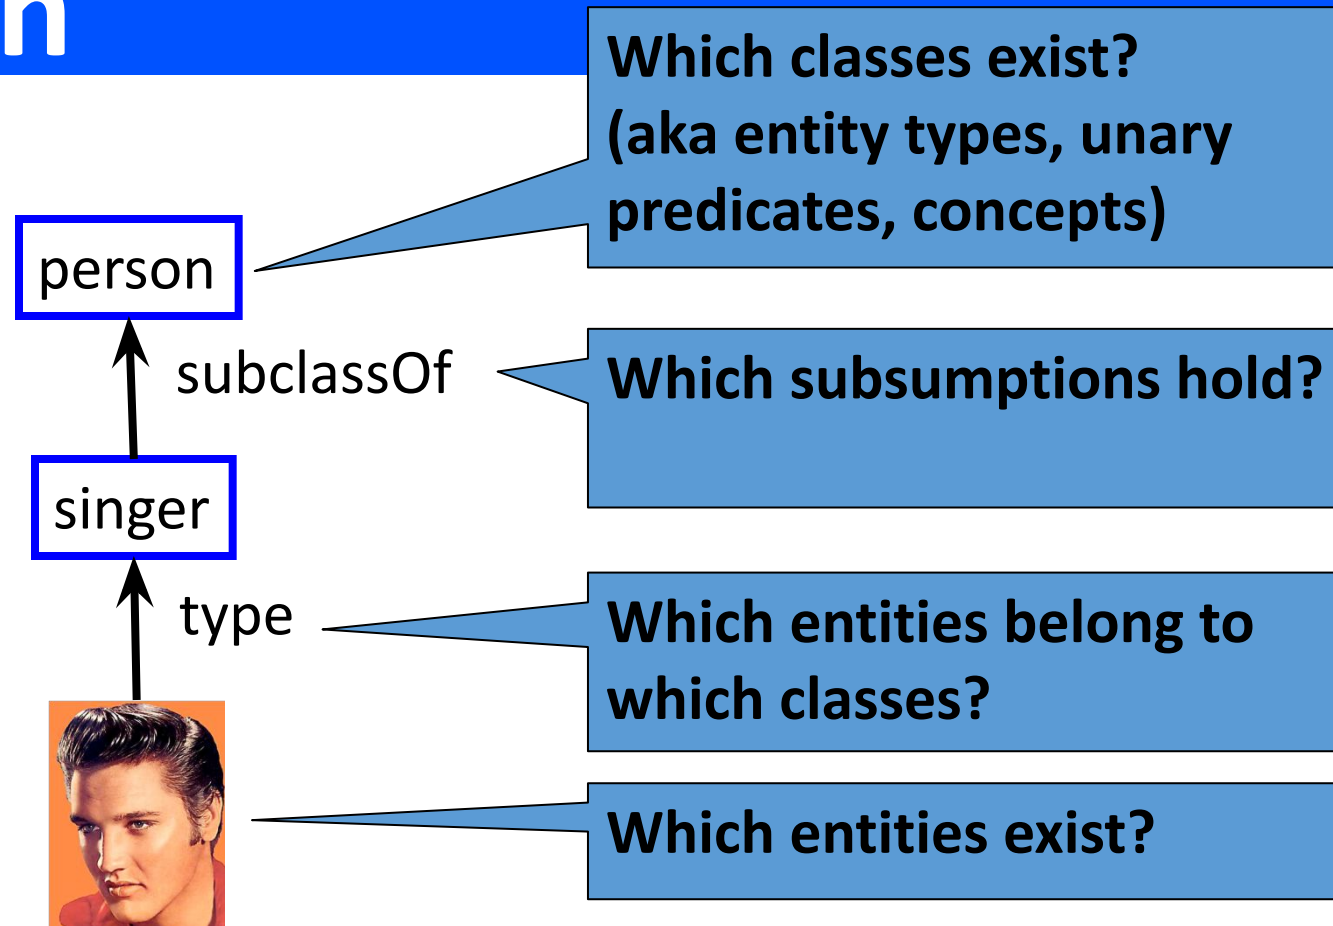 n
Which classes exist?
(aka entity types, unary
predicates, concepts)
person
subclassOf
Which subsumptions hold?
singer
type
Which entities belong to
which classes?
Which entities exist?